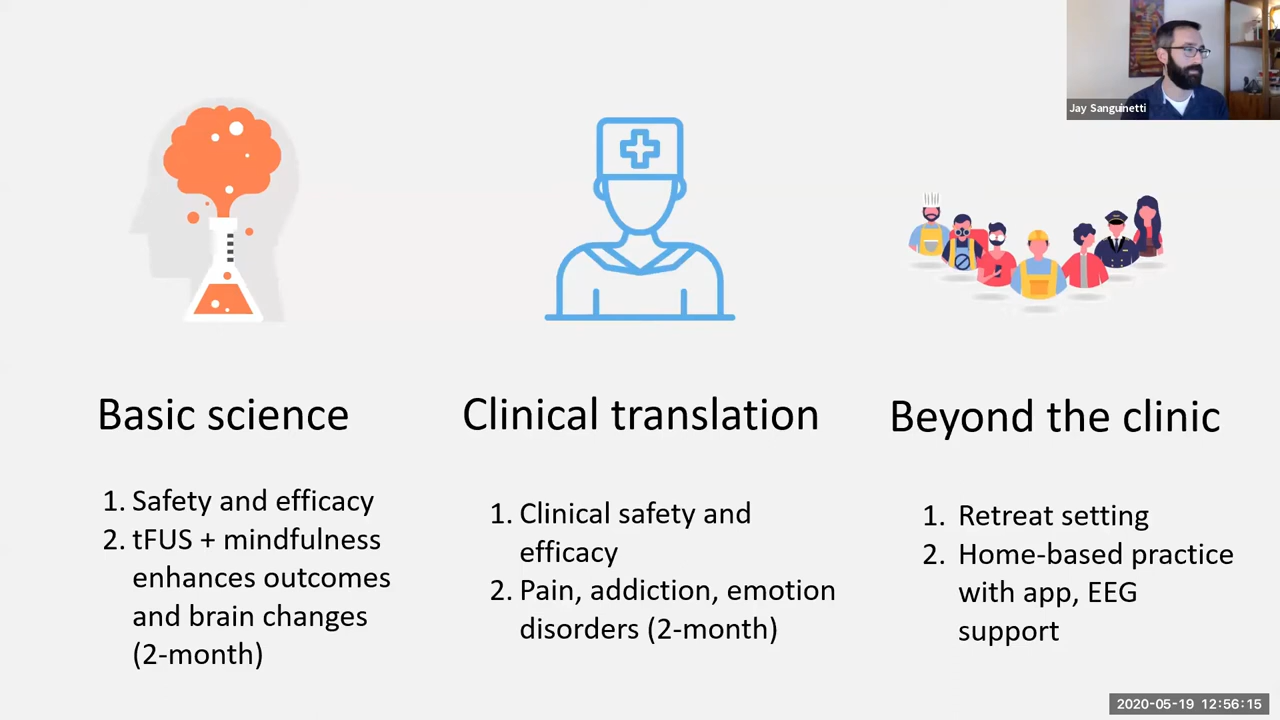 Jay Sanguinetti
Basic science
1. Safety and efficacy
2. tFUS + mindfulness
enhances outcomes
and brain changes
(2-month)
Clinical translation
1. Clinical safety and
efficacy
2. Pain, addiction, emotion
disorders (2-month)
Beyond the clinic
1. Retreat setting
2. Home-based practice
with app, EEG
support
2020-05-19 12:56:15